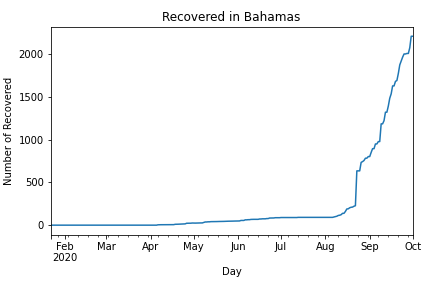 Recovered in Bahamas
Number of Recovered
2000
1500
1000
500
0
Feb Mar Apr May Jun Jul Aug Sep Oct
2020
Day